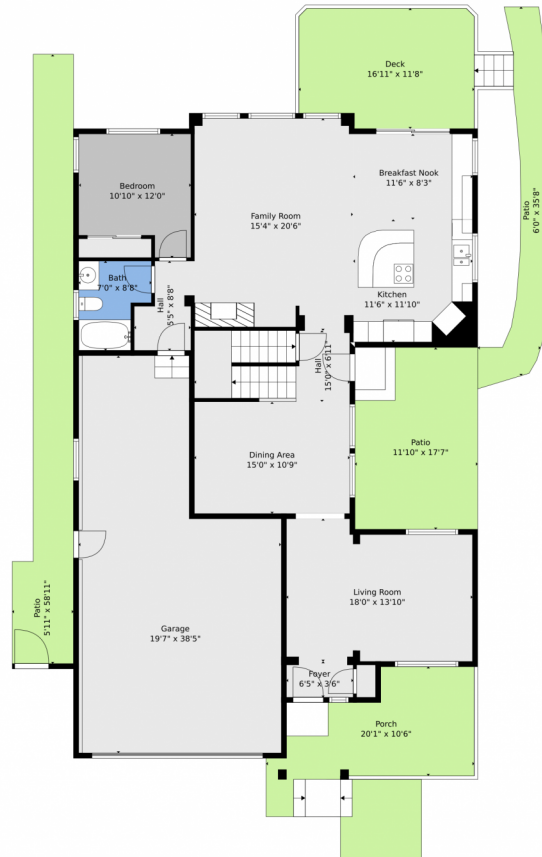 Deck
16'11" x 11'8"
Patio
6'0" x 35'8"
Breakfast Nook
11'6" x 8'3"
Bedroom
10'10" x 12'0"
Family Room
15'4" x 20'6"
Bath
7'0" x 8'8"
Hall
5'5" x 8'8"
Kitchen
11'6" x 11'10"
Hall
15'0" x 6'11"
Patio
11'10" x 17'7"
Dining Area
15'0" x 10'9"
Living Room
18'0" x 13'10"
Patio
5'11" x 58'11"
Garage
19'7" x 38'5"
Foyer
6'5" x 3'6"
Porch
20'1" x 10'6"